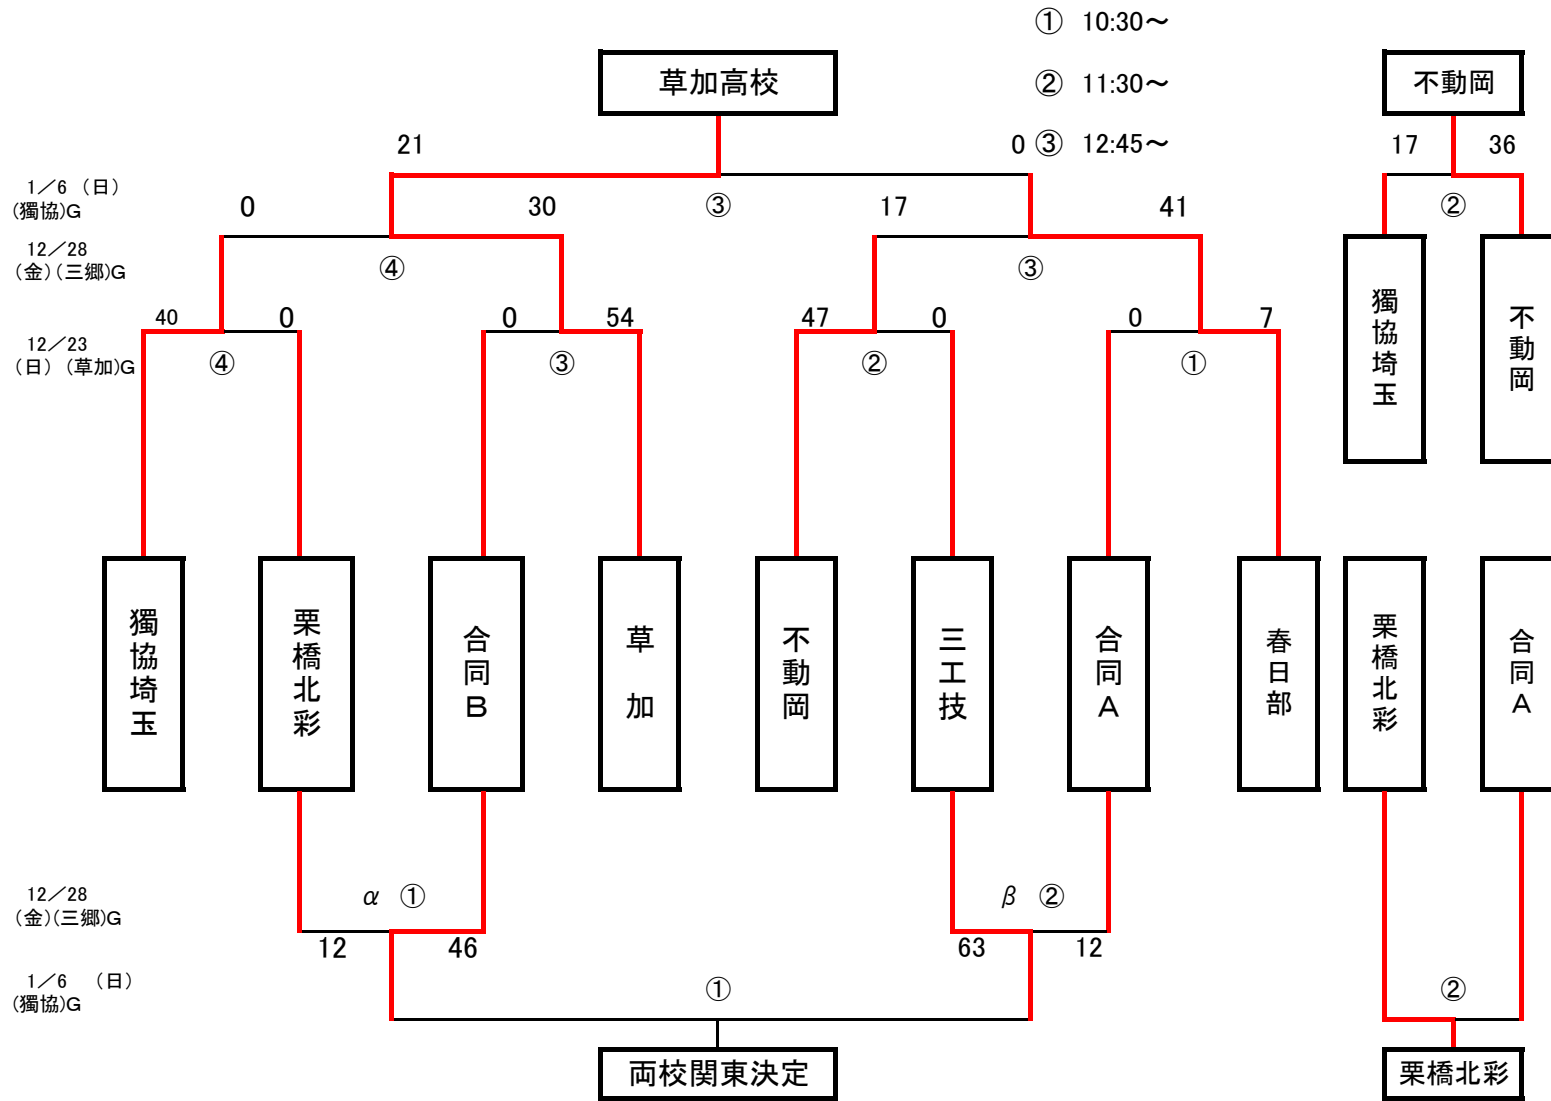 ① 10:30～
草加高校
② 11:30～
不動岡
21
0
③ 12:45～
17
36
1／6 （日）
(獨協)G
0
30
③
17
41
②
12／28
（金）(三郷)G
④
③
獨協埼玉
不動岡
40
0
0
54
47
0
0
7
12／23
（日）(草加)G
④
③
②
①
獨協埼玉
栗橋北彩
合同B
草加
不動岡
三工技
合同A
春日部
栗橋北彩
合同A
12／28
（金）(三郷)G
α ①
β ②
12
46
63
12
1／6 （日）
(獨協)G
①
②
両校関東決定
栗橋北彩